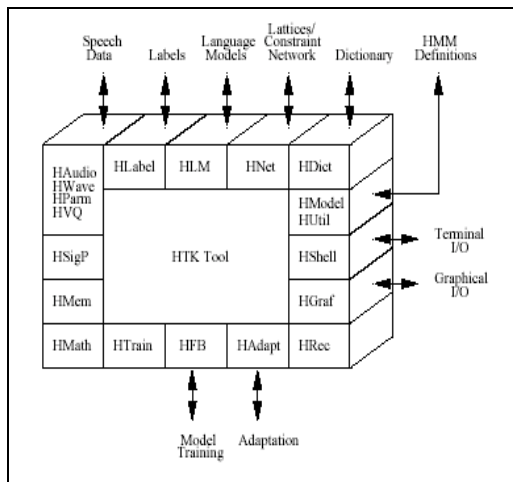 Speech
Data
Labels
Language
Models
Lattices/
Constraint
Network
Dictionary
HMM
Definitions
HAudio
HWave
HParm
HVQ
HLabel
HLM
HNet
HDict
HModel
HUtil
HSigP
HTK Tool
HShell
Terminal
I/O
HMem
HGraf
Graphical
I/O
HMath
HTrain
HFB
HAdapt
HRec
Model
Training
Adaptation